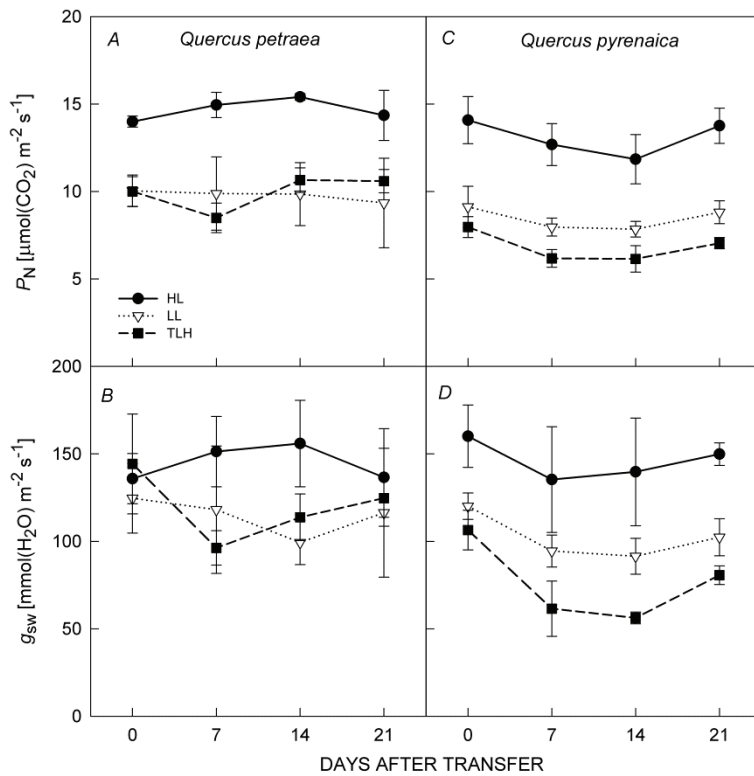 A Quercus petraea
C Quercus pyrenaica
20
15
10
5
P_N [μmol(CO₂) m⁻² s⁻¹]
HL
LL
TLH
200
B
D
150
100
50
0
g_sw [mmol(H₂O) m⁻² s⁻¹]
0 7 14 21 0 7 14 21
DAYS AFTER TRANSFER